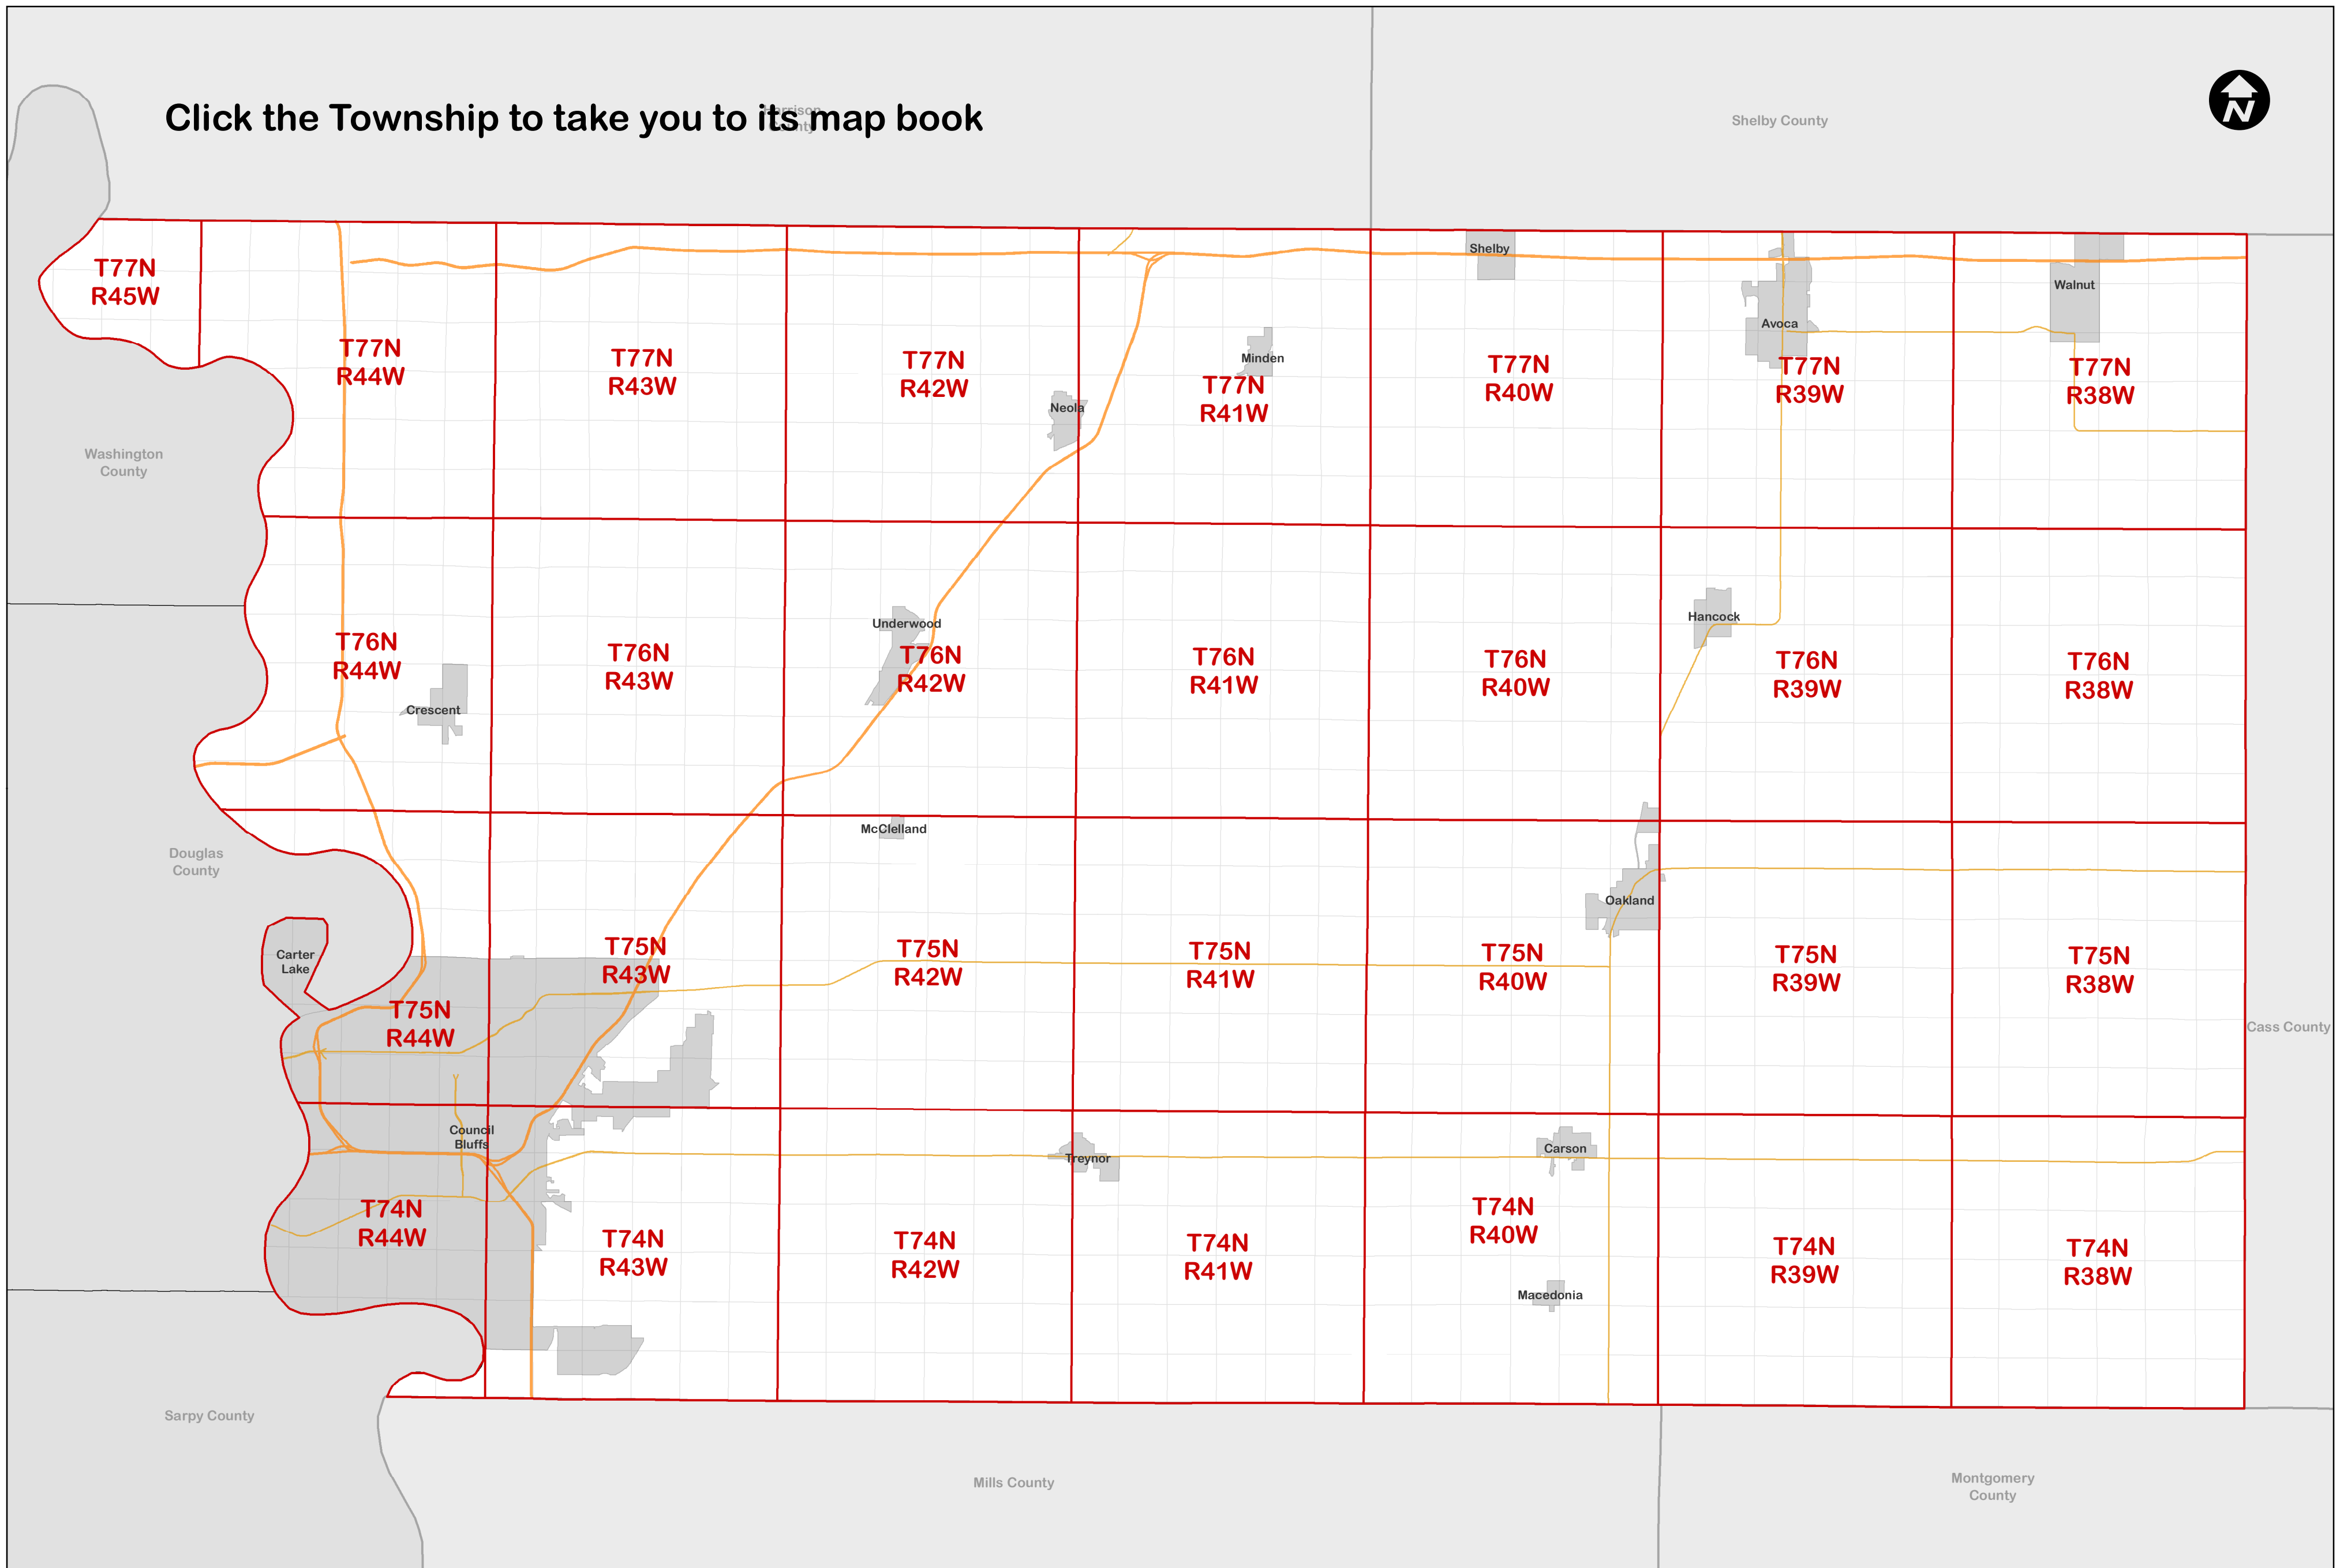 Harrison
County
Click the Township to take you to its map book
Shelby County
N
T77N
R45W
T77N
R44W
T77N
R43W
T77N
R42W
Neola
Minden
T77N
R41W
Shelby
T77N
R40W
Avoca
T77N
R39W
Walnut
T77N
R38W
Washington
County
T76N
R44W
Crescent
T76N
R43W
Underwood
T76N
R42W
T76N
R41W
T76N
R40W
Hancock
T76N
R39W
T76N
R38W
Douglas
County
Carter
Lake
T75N
R44W
T75N
R43W
McClelland
T75N
R42W
T75N
R41W
Oakland
T75N
R40W
T75N
R39W
T75N
R38W
Cass County
Council
Bluffs
T74N
R44W
T74N
R43W
T74N
R42W
Treynor
T74N
R41W
Carson
T74N
R40W
Macedonia
T74N
R39W
T74N
R38W
Sarpy County
Mills County
Montgomery
County